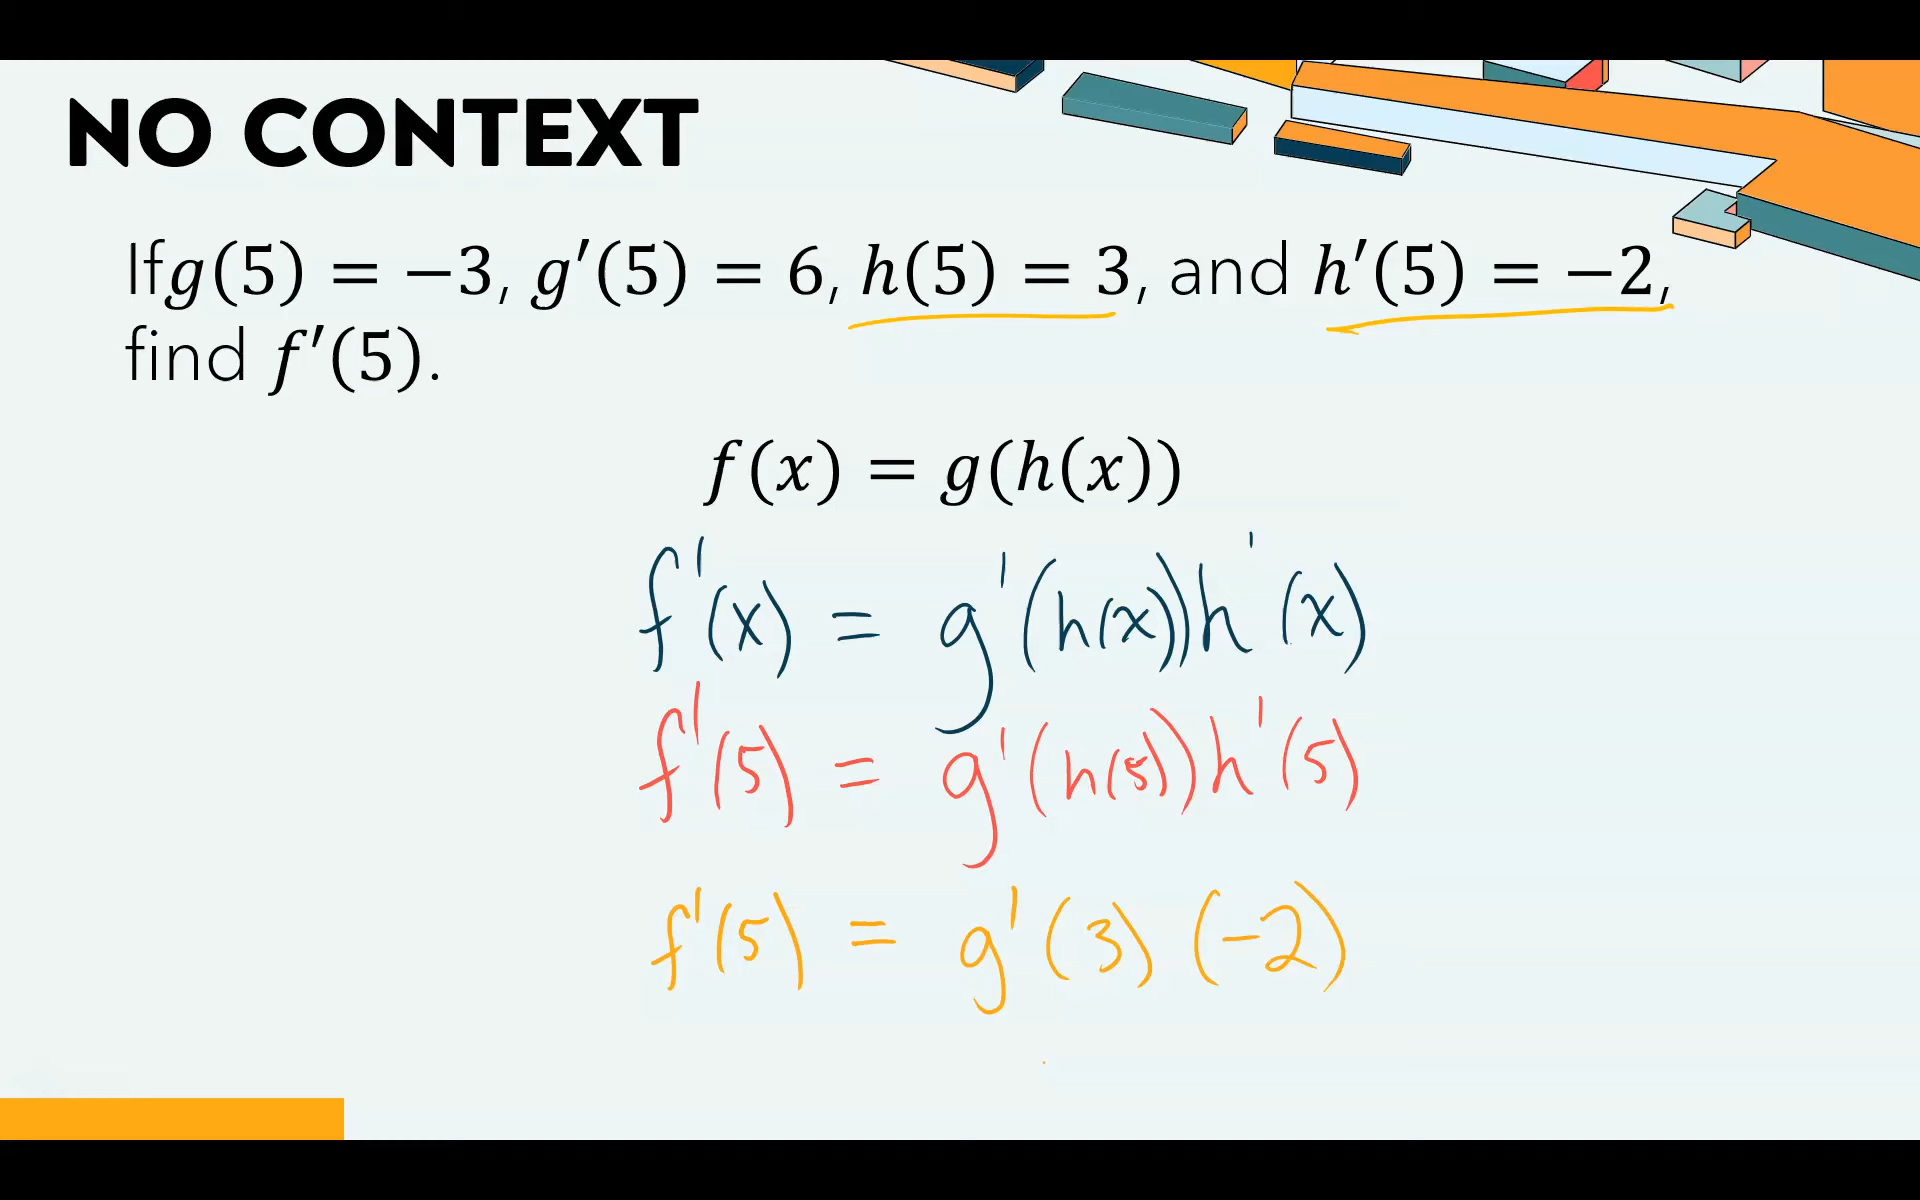 NO CONTEXT
If g(5) = −3, g′(5) = 6, h(5) = 3, and h′(5) = −2,
find f′(5).
f(x) = g(h(x))
f'(x) = g'(h(x))h'(x)
f'(5) = g'(h(5))h'(5)
f'(5) = g'(3)(-2)